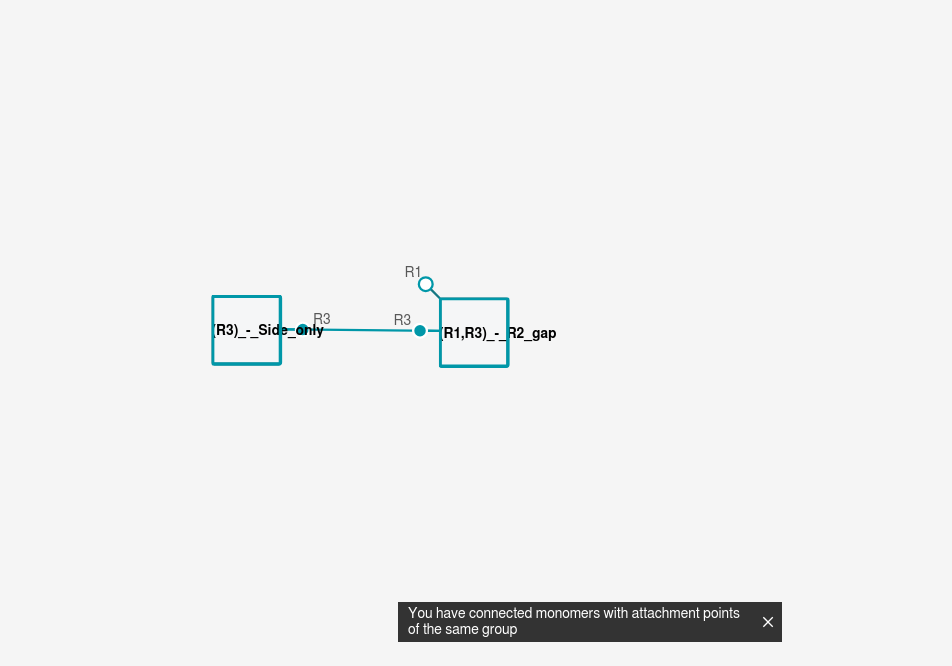 R1
R3
R3
(R3)_-_Side_only
(R1,R3)_-_R2_gap
You have connected monomers with attachment points
of the same group